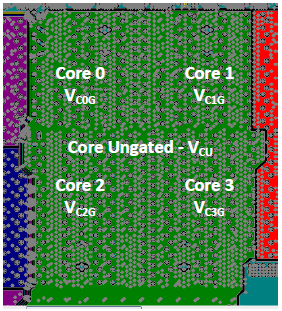 Core 0 Core 1
VC0G VC1G
Core Ungated - VCU
Core 2 Core 3
VC2G VC3G